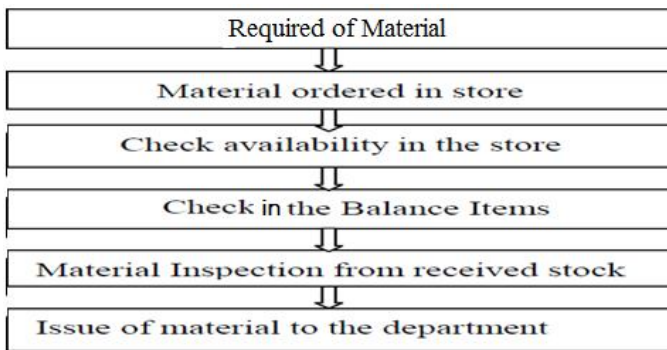 Required of Material
Material ordered in store
Check availability in the store
Check in the Balance Items
Material Inspection from received stock
Issue of material to the department